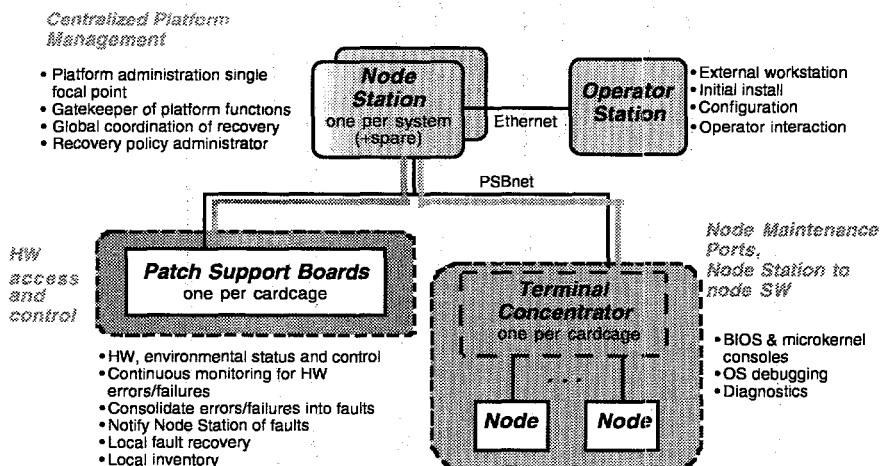 Centralized Platform
Management
• Platform administration single
focal point
• Gatekeeper of platform functions
• Global coordination of recovery
• Recovery policy administrator
Node
Station
one per system
(+spare)
Ethernet
Operator
Station
• External workstation
• Initial install
• Configuration
• Operator interaction
PSBnet
HW
access
and
control
Patch Support Boards
one per cardcage
• HW, environmental status and control
• Continuous monitoring for HW
errors/failures
• Consolidate errors/failures into faults
• Notify Node Station of faults
• Local fault recovery
• Local inventory
Terminal
Concentrator
one per cardcage
. . .
Node
Node
Node Maintenance
Ports,
Node Station to
node SW
• BIOS & microkernel
consoles
• OS debugging
• Diagnostics